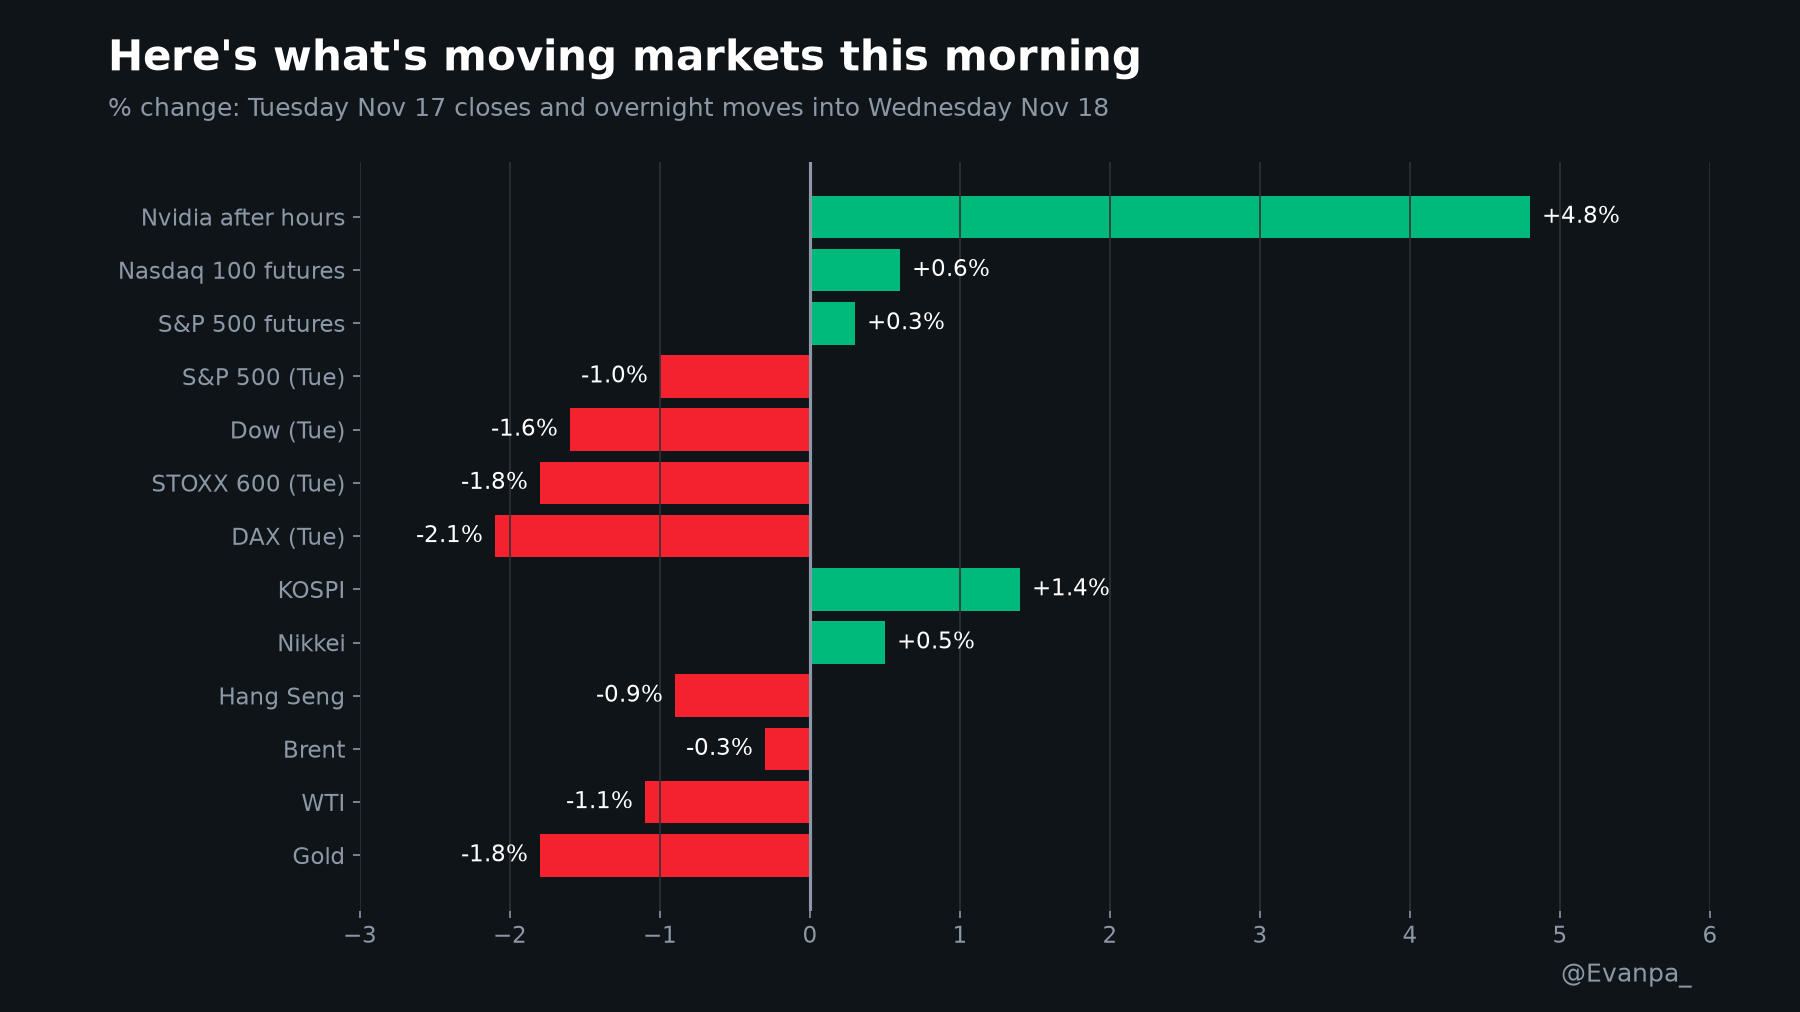 Here's what's moving markets this morning
% change: Tuesday Nov 17 closes and overnight moves into Wednesday Nov 18
Nvidia after hours +4.8%
Nasdaq 100 futures +0.6%
S&P 500 futures +0.3%
S&P 500 (Tue) -1.0%
Dow (Tue) -1.6%
STOXX 600 (Tue) -1.8%
DAX (Tue) -2.1%
KOSPI +1.4%
Nikkei +0.5%
Hang Seng -0.9%
Brent -0.3%
WTI -1.1%
Gold -1.8%
−3 −2 −1 0 1 2 3 4 5 6
@Evanpa_